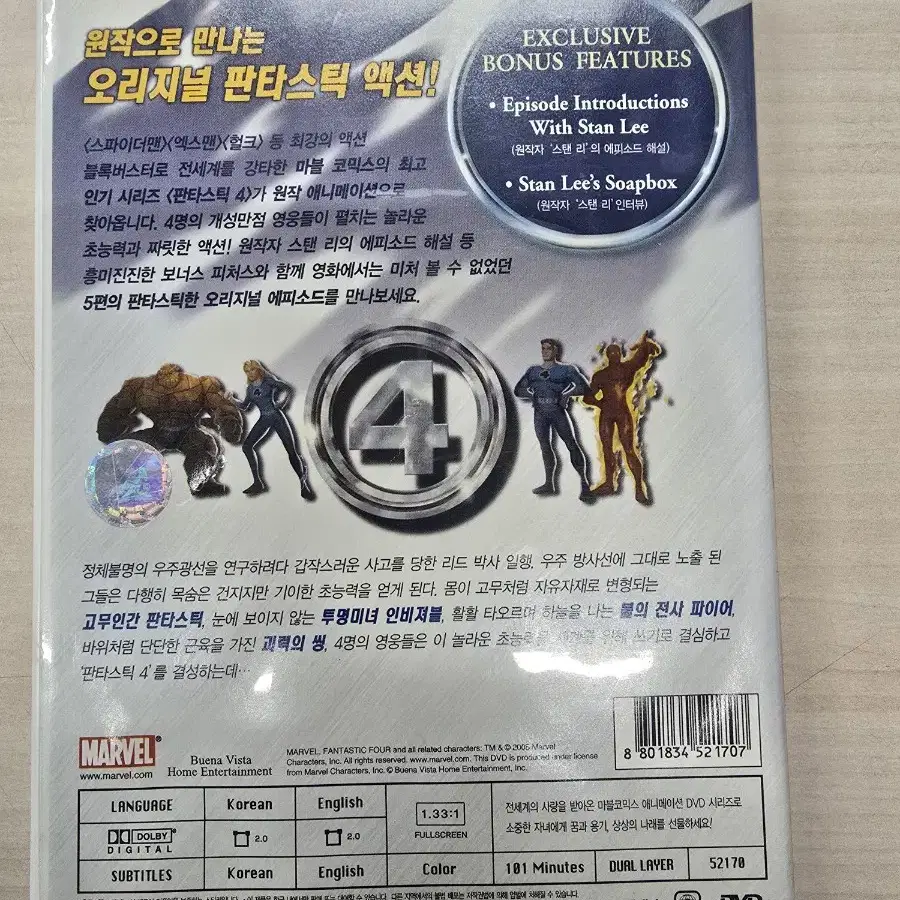 원작으로 만나는
오리지널 판타스틱 액션!
EXCLUSIVE
BONUS FEATURES
• Episode Introductions
With Stan Lee
(원작자 '스탠 리'의 에피소드 해설)
• Stan Lee's Soapbox
(원작자 '스탠 리' 인터뷰)
<스파이더맨><엑스맨><헐크> 등 최강의 액션
블록버스터로 전세계를 강타한 마블 코믹스의 최고
인기 시리즈 <판타스틱 4>가 원작 애니메이션으로
찾아옵니다. 4명의 개성만점 영웅들이 펼치는 놀라운
초능력과 짜릿한 액션! 원작자 스탠 리의 에피소드 해설 등
흥미진진한 보너스 피처스와 함께 영화에서는 미처 볼 수 없었던
5편의 판타스틱한 오리지널 에피소드를 만나보세요.
4
정체불명의 우주광선을 연구하려다 갑작스러운 사고를 당한 리드 박사 일행, 우주 방사선에 그대로 노출 된
그들은 다행히 목숨은 건지지만 기이한 초능력을 얻게 된다. 몸이 고무처럼 자유자재로 변형되는
고무인간 판타스틱, 눈에 보이지 않는 투명미녀 인비져블, 활활 타오르며 하늘을 나는 불의 전사 파이어,
바위처럼 단단한 근육을 가진 괴력의 씽, 4명의 영웅들은 이 놀라운 초능력을 쓰기로 결심하고
'판타스틱 4'를 결성하는데...
MARVEL
www.marvel.com
Buena Vista
Home Entertainment
MARVEL, FANTASTIC FOUR and all related characters: TM & © 2005 Marvel
Characters, Inc. All rights reserved. www.marvel.com. This DVD is produced under license
from Marvel Characters, Inc. © Buena Vista Home Entertainment, Inc.
8 801834 521707
LANGUAGE Korean English
DOLBY DIGITAL 2.0 2.0
SUBTITLES Korean English
1.33:1
FULLSCREEN
Color
전세계의 사랑을 받아온 마블코믹스 애니메이션 DVD 시리즈로
소중한 자녀에게 꿈과 용기, 상상의 나래를 선물하세요!
101 Minutes DUAL LAYER 52170